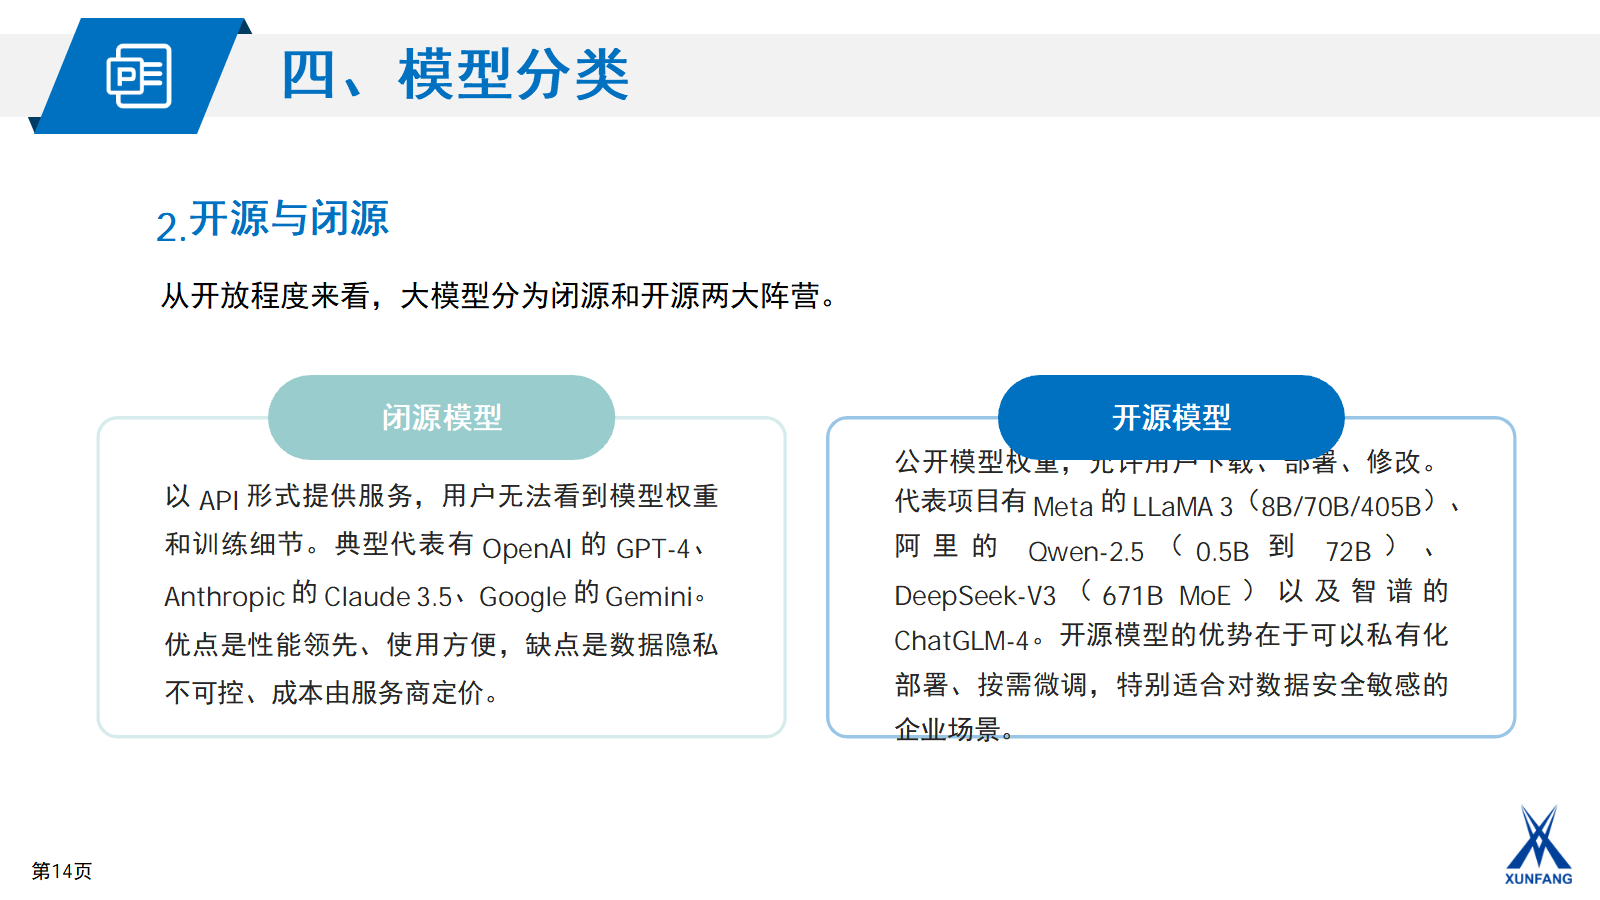 四、模型分类
2.开源与闭源
从开放程度来看，大模型分为闭源和开源两大阵营。
闭源模型
以 API 形式提供服务，用户无法看到模型权重
和训练细节。典型代表有 OpenAI 的 GPT-4、
Anthropic 的 Claude 3.5、Google 的 Gemini。
优点是性能领先、使用方便，缺点是数据隐私
不可控、成本由服务商定价。
开源模型
公开模型权重，允许用户下载、部署、修改。
代表项目有 Meta 的 LLaMA 3（8B/70B/405B）、
阿里的 Qwen-2.5（0.5B 到 72B）、
DeepSeek-V3（671B MoE）以及智谱的
ChatGLM-4。开源模型的优势在于可以私有化
部署、按需微调，特别适合对数据安全敏感的
企业场景。
第14页
XUNFANG